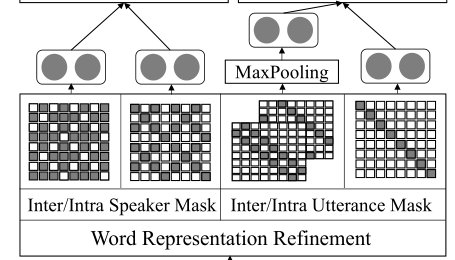 MaxPooling
Inter/Intra Speaker Mask
Inter/Intra Utterance Mask
Word Representation Refinement